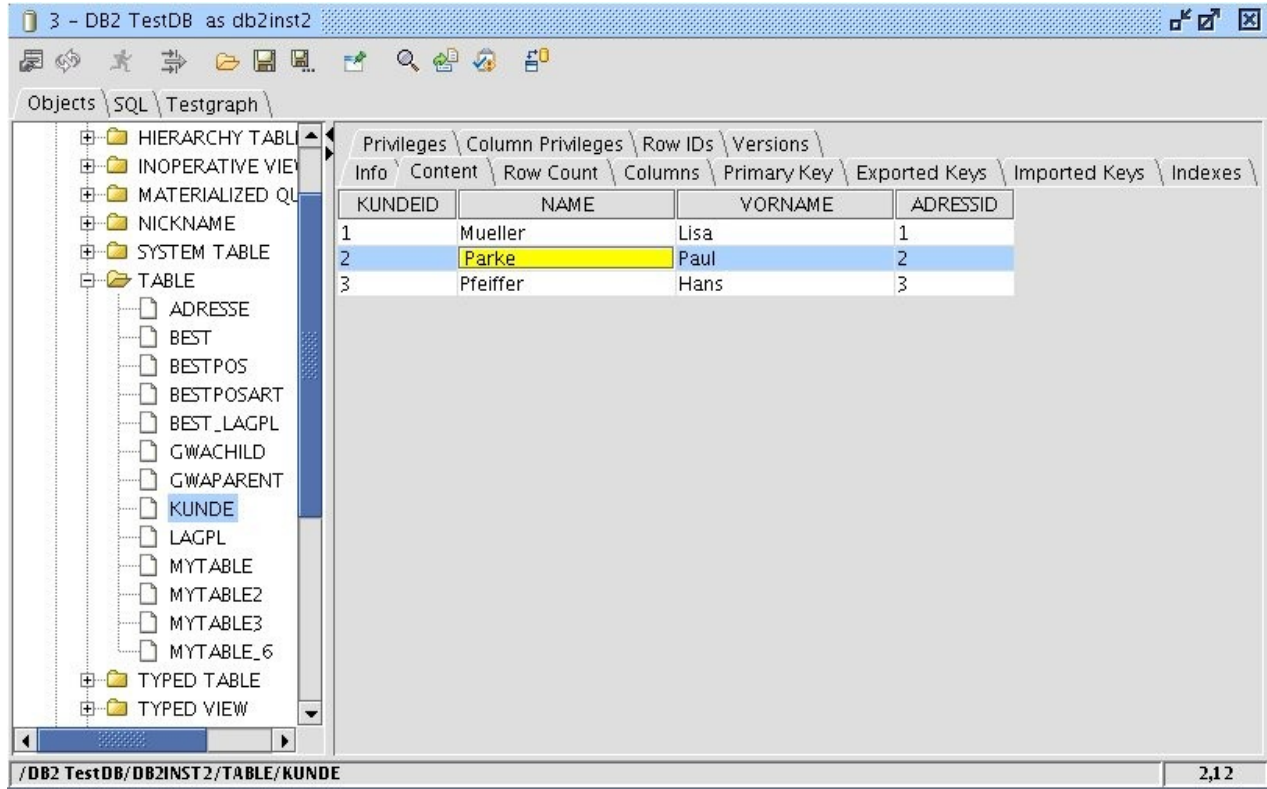 3 - DB2 TestDB as db2inst2
Objects SQL Testgraph
HIERARCHY TABL
INOPERATIVE VIE
MATERIALIZED QU
NICKNAME
SYSTEM TABLE
TABLE
ADRESSE
BEST
BESTPOS
BESTPOSART
BEST_LAGPL
GWACHILD
GWAPARENT
KUNDE
LAGPL
MYTABLE
MYTABLE2
MYTABLE3
MYTABLE_6
TYPED TABLE
TYPED VIEW
Privileges Column Privileges Row IDs Versions
Info Content Row Count Columns Primary Key Exported Keys Imported Keys Indexes
KUNDEID NAME VORNAME ADRESSID
1 Mueller Lisa 1
2 Parke Paul 2
3 Pfeiffer Hans 3
/DB2 TestDB/DB2INST2/TABLE/KUNDE 2,12